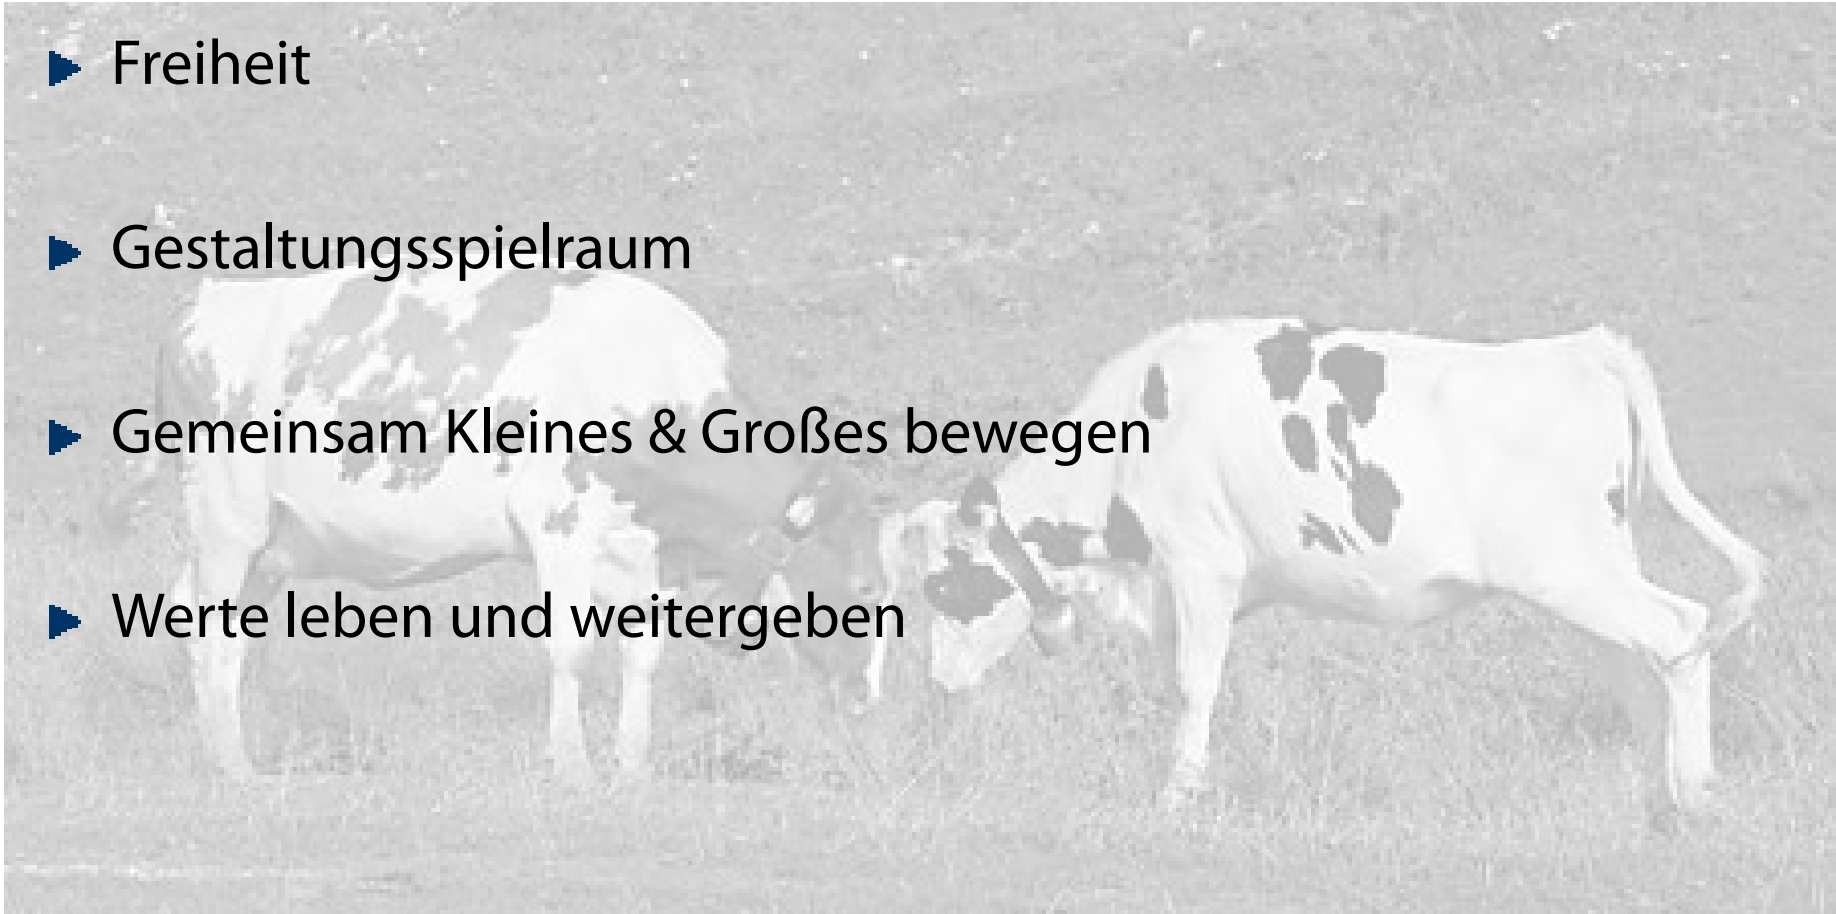 Freiheit
Gestaltungsspielraum
Gemeinsam Kleines & Großes bewegen
Werte leben und weitergeben